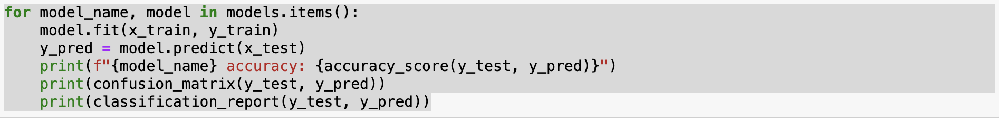 for model_name, model in models.items():
    model.fit(x_train, y_train)
    y_pred = model.predict(x_test)
    print(f"{model_name} accuracy: {accuracy_score(y_test, y_pred)}")
    print(confusion_matrix(y_test, y_pred))
    print(classification_report(y_test, y_pred))